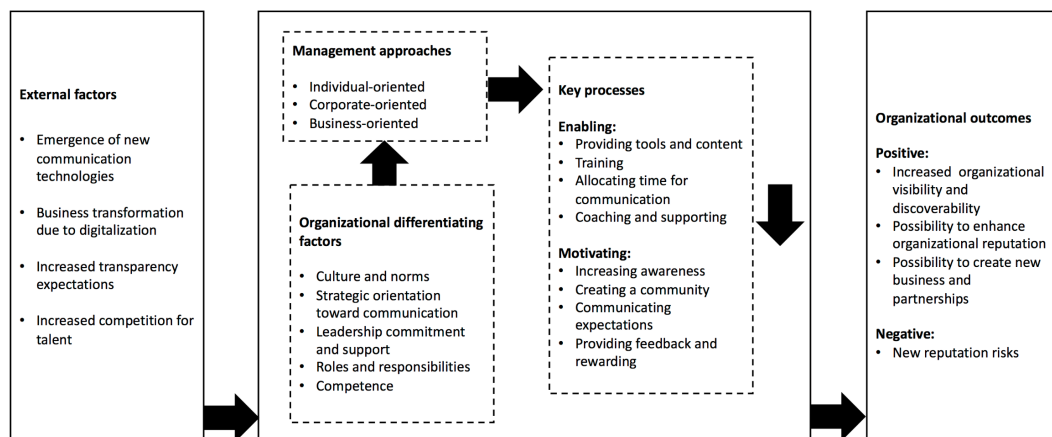 External factors
• Emergence of new
communication
technologies
• Business transformation
due to digitalization
• Increased transparency
expectations
• Increased competition for
talent
Management approaches
• Individual-oriented
• Corporate-oriented
• Business-oriented
Organizational differentiating
factors
• Culture and norms
• Strategic orientation
toward communication
• Leadership commitment
and support
• Roles and responsibilities
• Competence
Key processes
Enabling:
• Providing tools and content
• Training
• Allocating time for
communication
• Coaching and supporting
Motivating:
• Increasing awareness
• Creating a community
• Communicating
expectations
• Providing feedback and
rewarding
Organizational outcomes
Positive:
• Increased organizational
visibility and
discoverability
• Possibility to enhance
organizational reputation
• Possibility to create new
business and
partnerships
Negative:
• New reputation risks